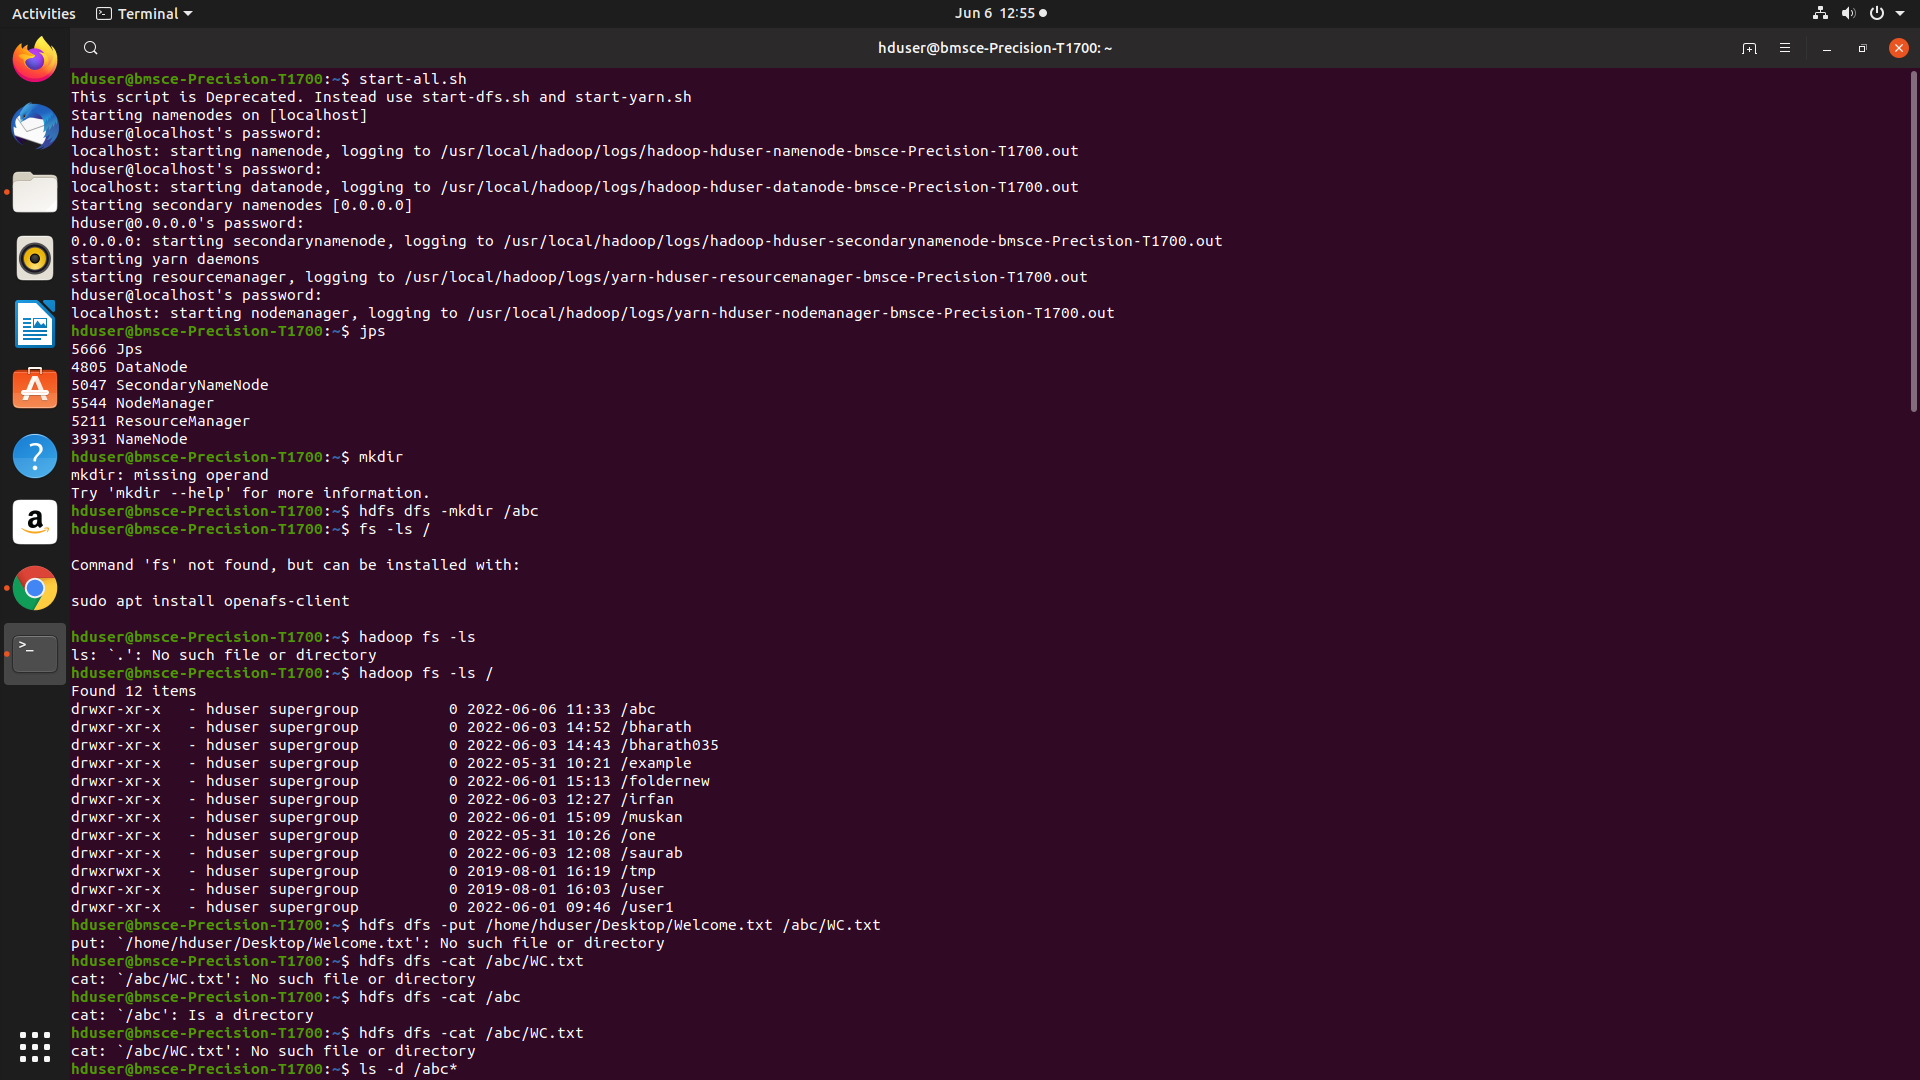 Activities
Terminal
Jun 6 12:55
hduser@bmsce-Precision-T1700: ~
hduser@bmsce-Precision-T1700:~$ start-all.sh
This script is Deprecated. Instead use start-dfs.sh and start-yarn.sh
Starting namenodes on [localhost]
hduser@localhost's password:
localhost: starting namenode, logging to /usr/local/hadoop/logs/hadoop-hduser-namenode-bmsce-Precision-T1700.out
hduser@localhost's password:
localhost: starting datanode, logging to /usr/local/hadoop/logs/hadoop-hduser-datanode-bmsce-Precision-T1700.out
Starting secondary namenodes [0.0.0.0]
hduser@0.0.0.0's password:
0.0.0.0: starting secondarynamenode, logging to /usr/local/hadoop/logs/hadoop-hduser-secondarynamenode-bmsce-Precision-T1700.out
starting yarn daemons
starting resourcemanager, logging to /usr/local/hadoop/logs/yarn-hduser-resourcemanager-bmsce-Precision-T1700.out
hduser@localhost's password:
localhost: starting nodemanager, logging to /usr/local/hadoop/logs/yarn-hduser-nodemanager-bmsce-Precision-T1700.out
hduser@bmsce-Precision-T1700:~$ jps
5666 Jps
4805 DataNode
5047 SecondaryNameNode
5544 NodeManager
5211 ResourceManager
3931 NameNode
hduser@bmsce-Precision-T1700:~$ mkdir
mkdir: missing operand
Try 'mkdir --help' for more information.
hduser@bmsce-Precision-T1700:~$ hdfs dfs -mkdir /abc
hduser@bmsce-Precision-T1700:~$ fs -ls /
Command 'fs' not found, but can be installed with:
sudo apt install openafs-client
hduser@bmsce-Precision-T1700:~$ hadoop fs -ls
ls: `.': No such file or directory
hduser@bmsce-Precision-T1700:~$ hadoop fs -ls /
Found 12 items
drwxr-xr-x   - hduser supergroup          0 2022-06-06 11:33 /abc
drwxr-xr-x   - hduser supergroup          0 2022-06-03 14:52 /bharath
drwxr-xr-x   - hduser supergroup          0 2022-06-03 14:43 /bharath035
drwxr-xr-x   - hduser supergroup          0 2022-05-31 10:21 /example
drwxr-xr-x   - hduser supergroup          0 2022-06-01 15:13 /foldernew
drwxr-xr-x   - hduser supergroup          0 2022-06-03 12:27 /irfan
drwxr-xr-x   - hduser supergroup          0 2022-06-01 15:09 /muskan
drwxr-xr-x   - hduser supergroup          0 2022-05-31 10:26 /one
drwxr-xr-x   - hduser supergroup          0 2022-06-03 12:08 /saurab
drwxrwxr-x   - hduser supergroup          0 2019-08-01 16:19 /tmp
drwxr-xr-x   - hduser supergroup          0 2019-08-01 16:03 /user
drwxr-xr-x   - hduser supergroup          0 2022-06-01 09:46 /user1
hduser@bmsce-Precision-T1700:~$ hdfs dfs -put /home/hduser/Desktop/Welcome.txt /abc/WC.txt
put: `/home/hduser/Desktop/Welcome.txt': No such file or directory
hduser@bmsce-Precision-T1700:~$ hdfs dfs -cat /abc/WC.txt
cat: `/abc/WC.txt': No such file or directory
hduser@bmsce-Precision-T1700:~$ hdfs dfs -cat /abc
cat: `/abc': Is a directory
hduser@bmsce-Precision-T1700:~$ hdfs dfs -cat /abc/WC.txt
cat: `/abc/WC.txt': No such file or directory
hduser@bmsce-Precision-T1700:~$ ls -d /abc*